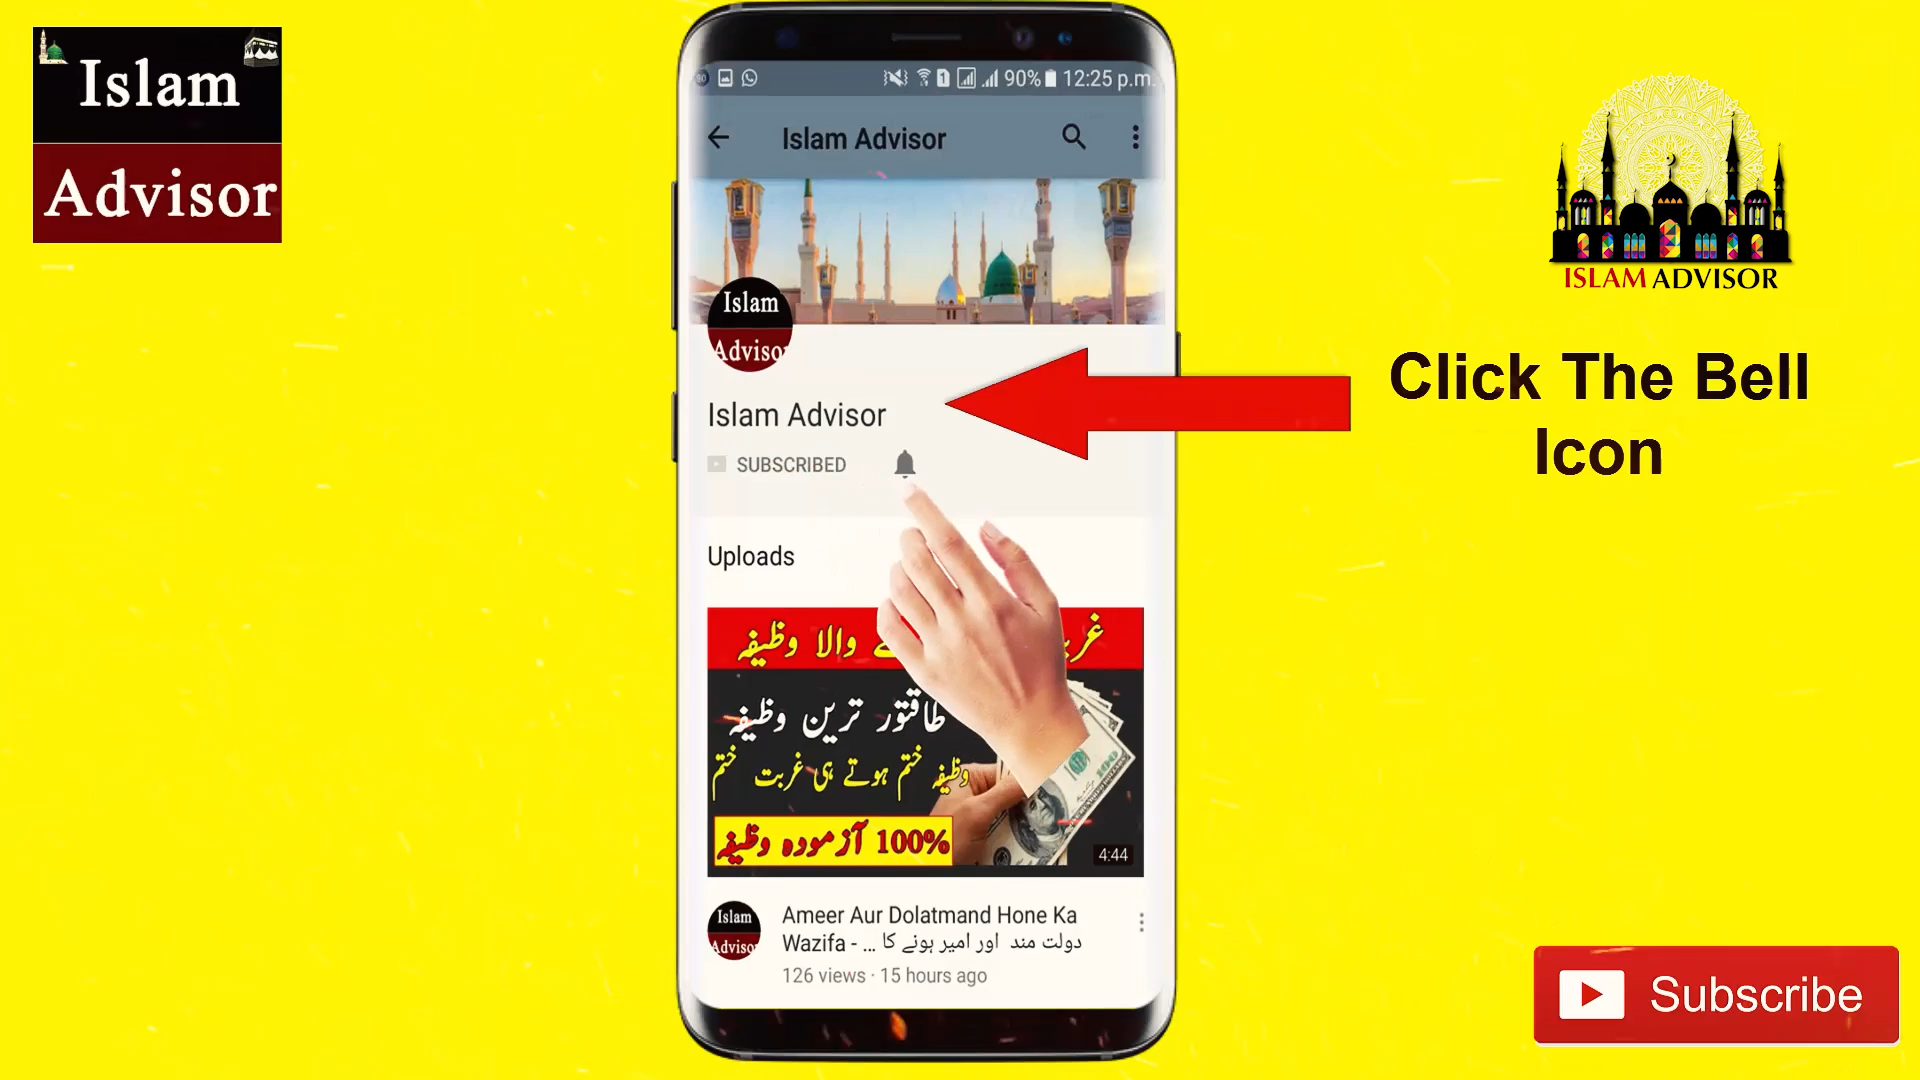 Islam
Advisor
90% 12:25 p.m.
Islam Advisor
Islam
Advisor
Islam Advisor
SUBSCRIBED
Uploads
والا وظیفہ
طاقتور ترین وظیفہ
وظیفہ ختم ہوتے ہی غربت ختم
100% آزمودہ وظیفہ
4:44
Islam
Advisor
Ameer Aur Dolatmand Hone Ka
Wazifa - ... دولت مند اور امیر ہونے کا
126 views · 15 hours ago
ISLAM ADVISOR
Click The Bell
Icon
Subscribe